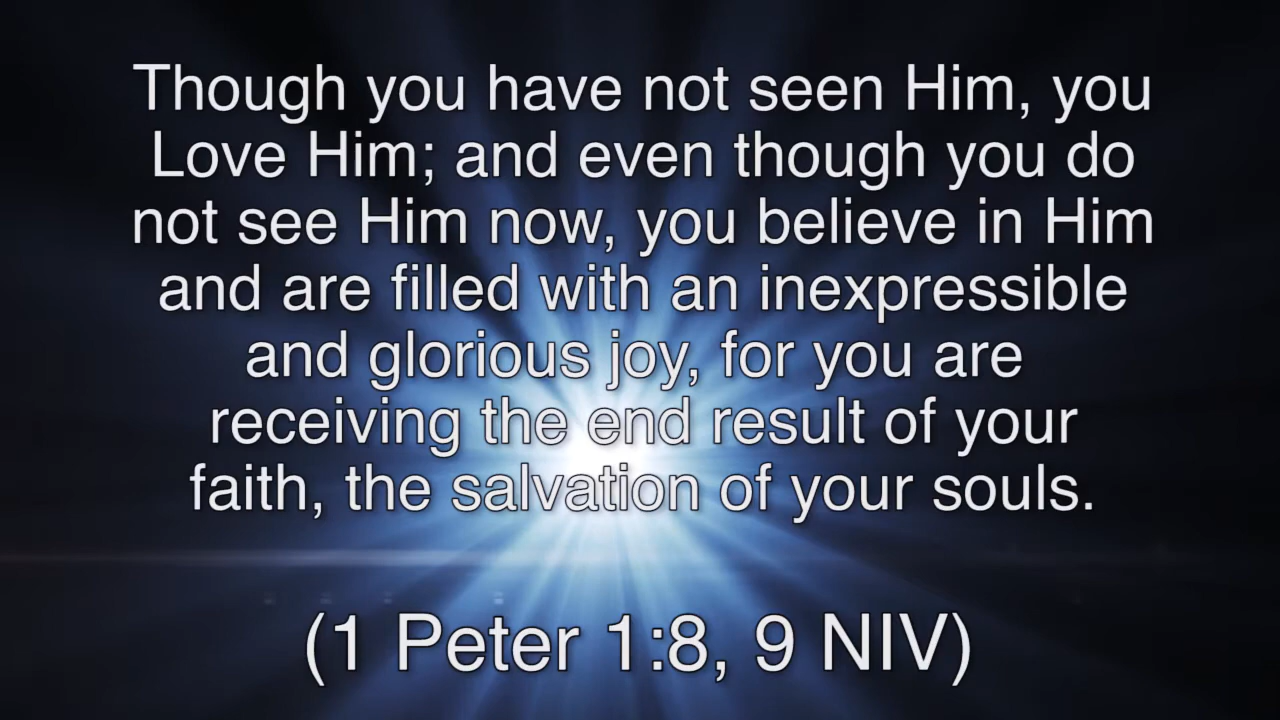 Though you have not seen Him, you
Love Him; and even though you do
not see Him now, you believe in Him
and are filled with an inexpressible
and glorious joy, for you are
receiving the end result of your
faith, the salvation of your souls.
(1 Peter 1:8, 9 NIV)